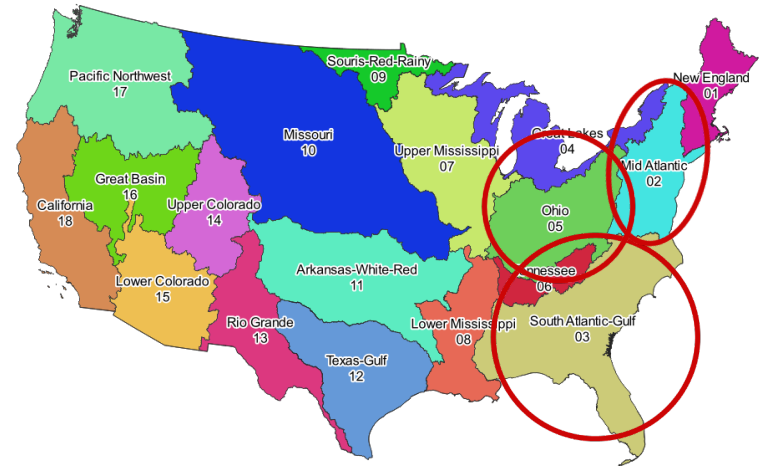 Souris-Red-Rainy
09
New England
01
Pacific Northwest
17
Missouri
10
Great Lakes
04
Upper Mississippi
07
Mid Atlantic
02
Great Basin
16
California
18
Upper Colorado
14
Ohio
05
Arkansas-White-Red
11
nnessee
06
Lower Colorado
15
Rio Grande
13
Lower Mississippi
08
South Atlantic-Gulf
03
Texas-Gulf
12